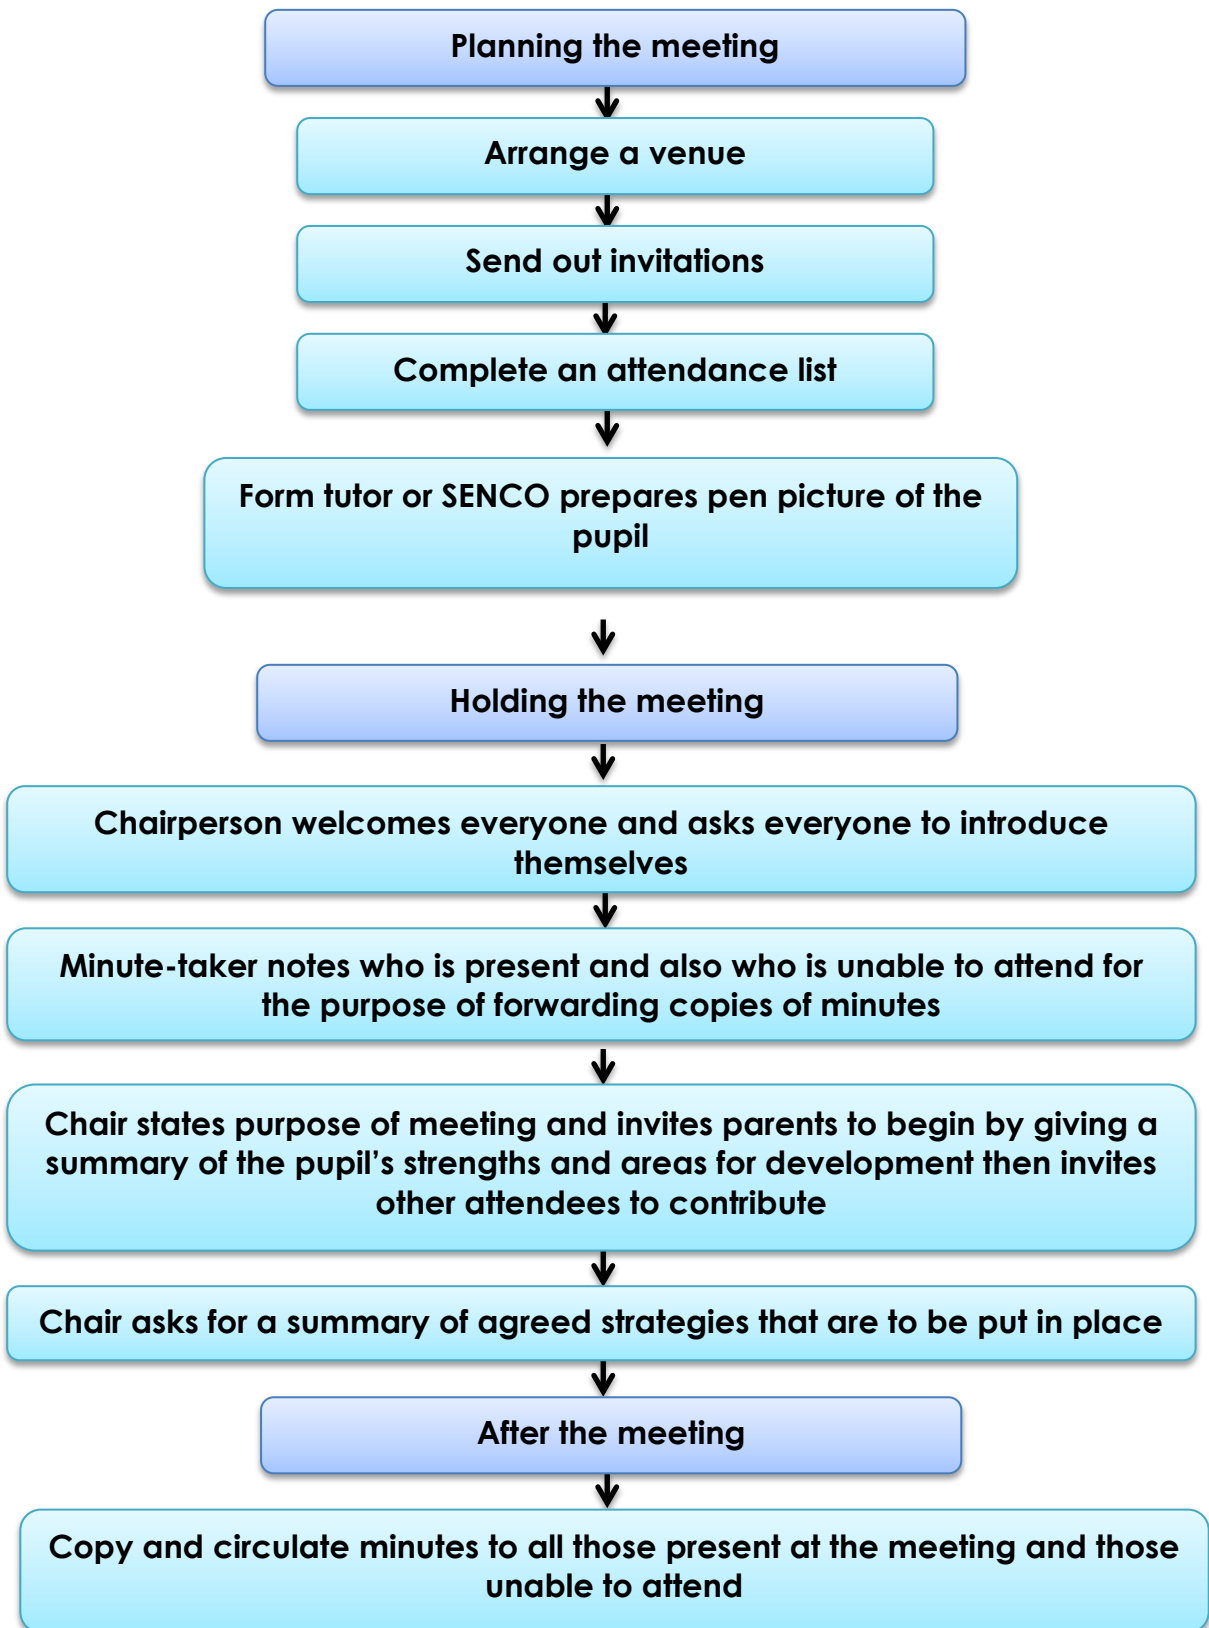 Planning the meeting
Arrange a venue
Send out invitations
Complete an attendance list
Form tutor or SENCO prepares pen picture of the
pupil
Holding the meeting
Chairperson welcomes everyone and asks everyone to introduce
themselves
Minute-taker notes who is present and also who is unable to attend for
the purpose of forwarding copies of minutes
Chair states purpose of meeting and invites parents to begin by giving a
summary of the pupil’s strengths and areas for development then invites
other attendees to contribute
Chair asks for a summary of agreed strategies that are to be put in place
After the meeting
Copy and circulate minutes to all those present at the meeting and those
unable to attend